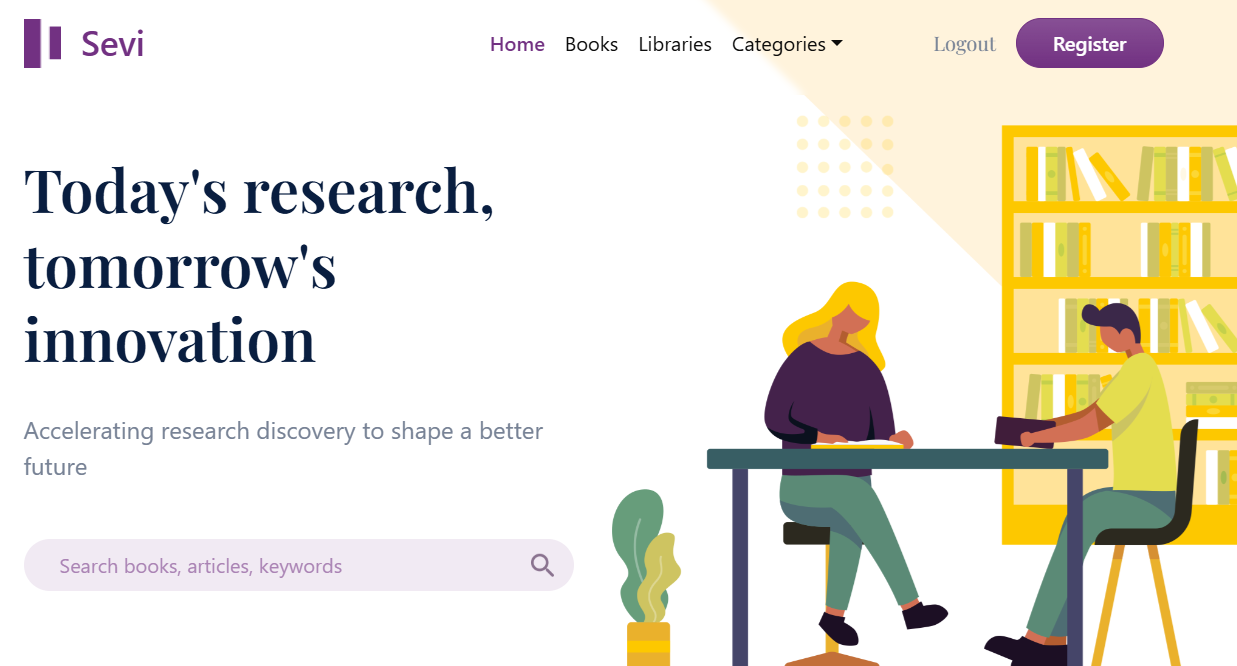 Sevi
Home Books Libraries Categories Logout Register
Today's research,
tomorrow's
innovation
Accelerating research discovery to shape a better
future
Search books, articles, keywords